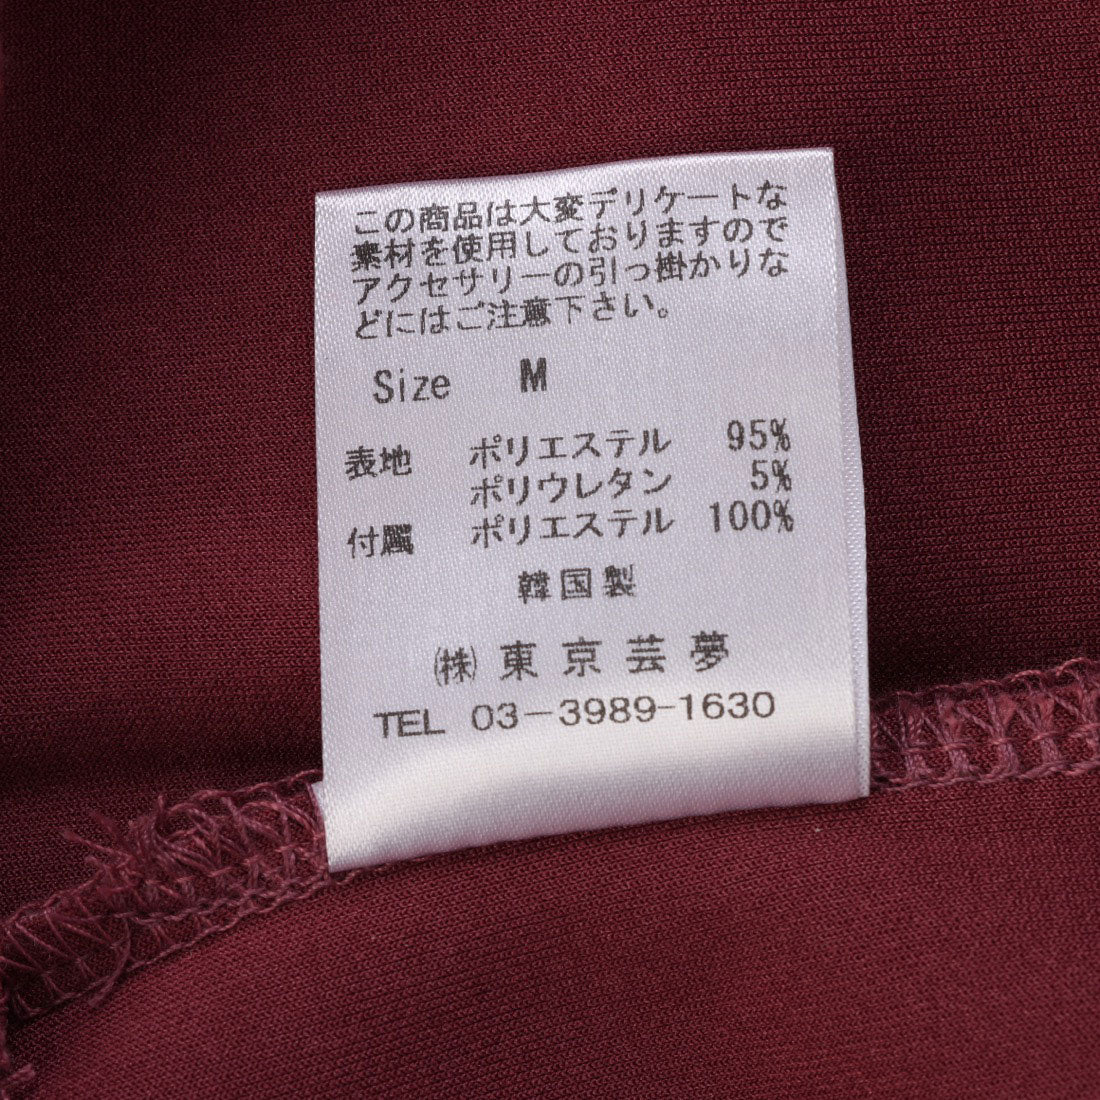 この商品は大変デリケートな
素材を使用しておりますので
アクセサリーの引っ掛かりな
どにはご注意下さい。
Size M
表地 ポリエステル 95%
ポリウレタン 5%
付属 ポリエステル 100%
韓国製
㈱東京芸夢
TEL 03-3989-1630